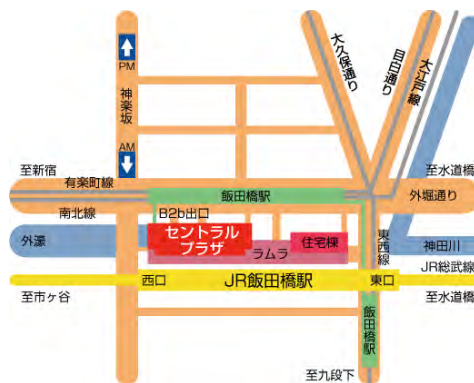 PM
神楽坂
AM
大久保通り
目白通り
大江戸線
至新宿
有楽町線
飯田橋駅
至水道橋
外堀通り
南北線
B2b出口
外濠
セントラル
プラザ
ラムラ
住宅棟
東西線
神田川
JR総武線
西口
JR飯田橋駅
東口
至市ヶ谷
至水道橋
飯田橋駅
至九段下